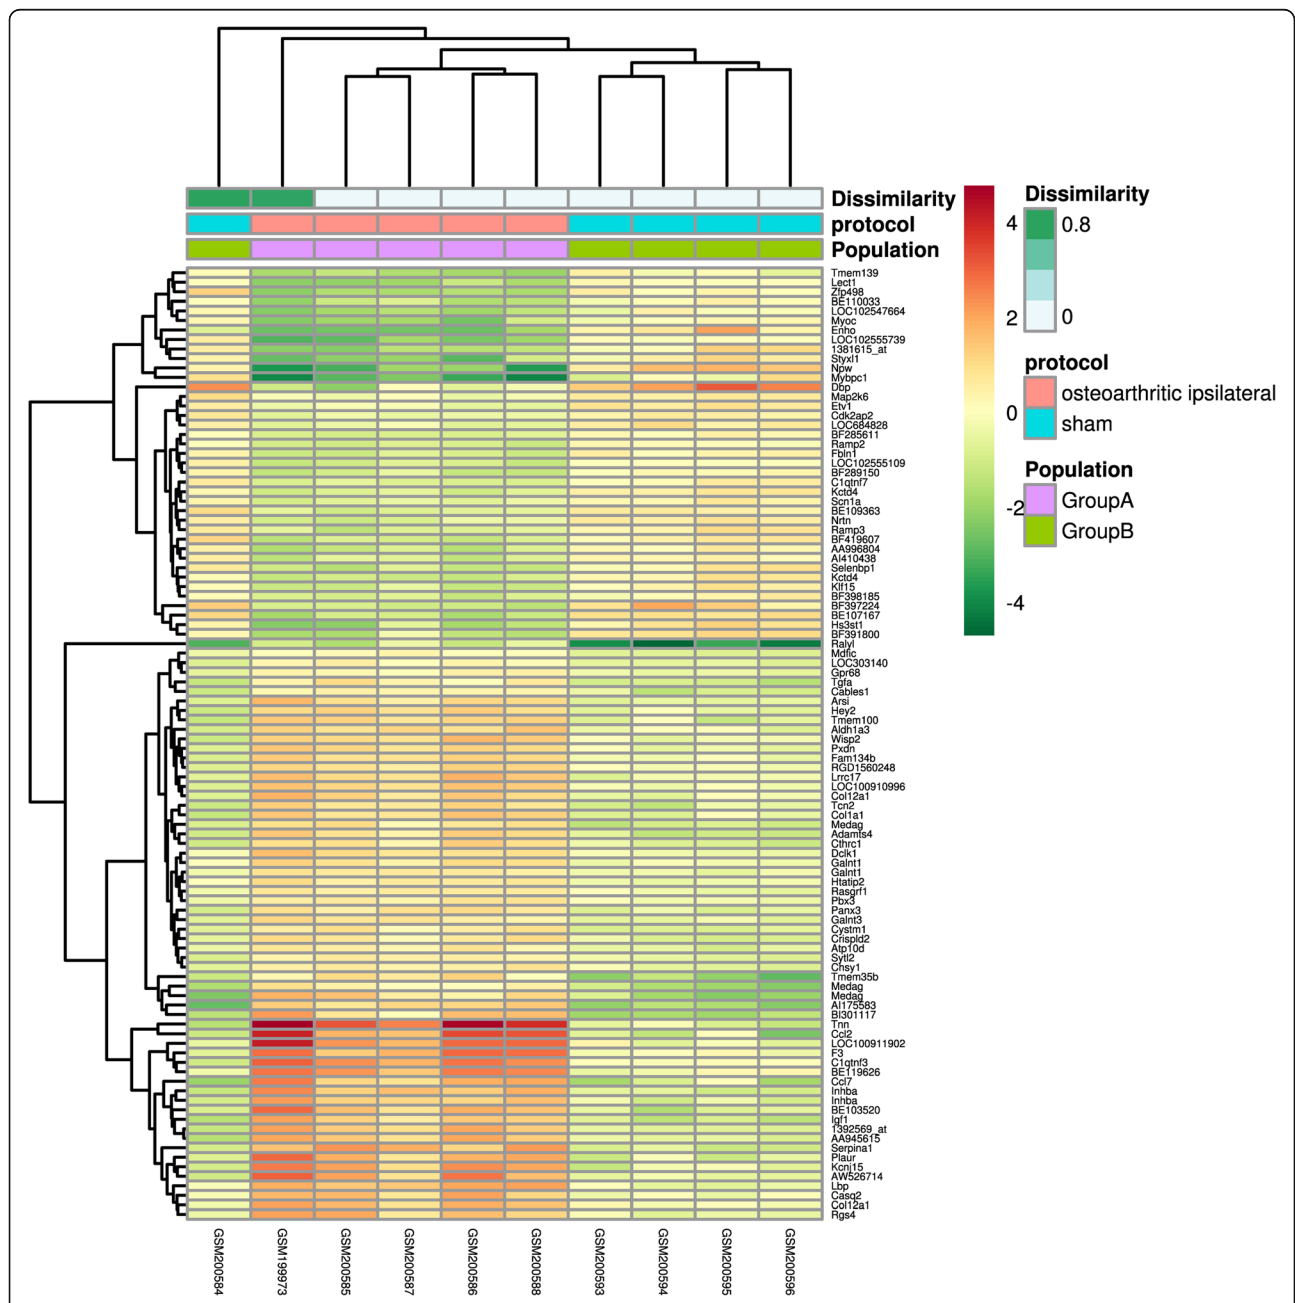 Dissimilarity
protocol
Population
Tmem139
Lect1
Zfp498
BE110033
LOC102547664
Myoc
Enho
LOC102555739
1381615_at
Styxl1
Npw
Mybpc1
Dbp
Map2k6
Etv1
Cdk2ap2
LOC684828
BF285611
Ramp2
Fbln1
LOC102555109
BF289150
C1qtnf7
Kctd4
Scn1a
BE109363
Nrtn
Ramp3
BF419607
AA996804
AI410438
Selenbp1
Kctd4
Klf15
BF398185
BF397224
BE107167
Hs3st1
BF391800
Ralyl
Mdfic
LOC303140
Gpr68
Tgfa
Cables1
Arsi
Hey2
Tmem100
Aldh1a3
Wisp2
Pxdn
Fam134b
RGD1560248
Lrrc17
LOC100910996
Col12a1
Tcn2
Col1a1
Medag
Adamts4
Cthrc1
Dclk1
Galnt1
Galnt1
Htatip2
Rasgrf1
Pbx3
Panx3
Galnt3
Cystm1
Crispld2
Atp10d
Sytl2
Chsy1
Tmem35b
Medag
Medag
AI175583
BI301117
Tnn
Ccl2
LOC100911902
F3
C1qtnf3
BE119626
Ccl7
Inhba
Inhba
BE103520
Igf1
1392569_at
AA945615
Serpina1
Plaur
Kcnj15
AW526714
Lbp
Casq2
Col12a1
Rgs4
GSM200584
GSM199973
GSM200585
GSM200587
GSM200586
GSM200588
GSM200593
GSM200594
GSM200595
GSM200596
4
2
0
-2
-4
Dissimilarity
0.8
0
protocol
osteoarthritic ipsilateral
sham
Population
GroupA
GroupB